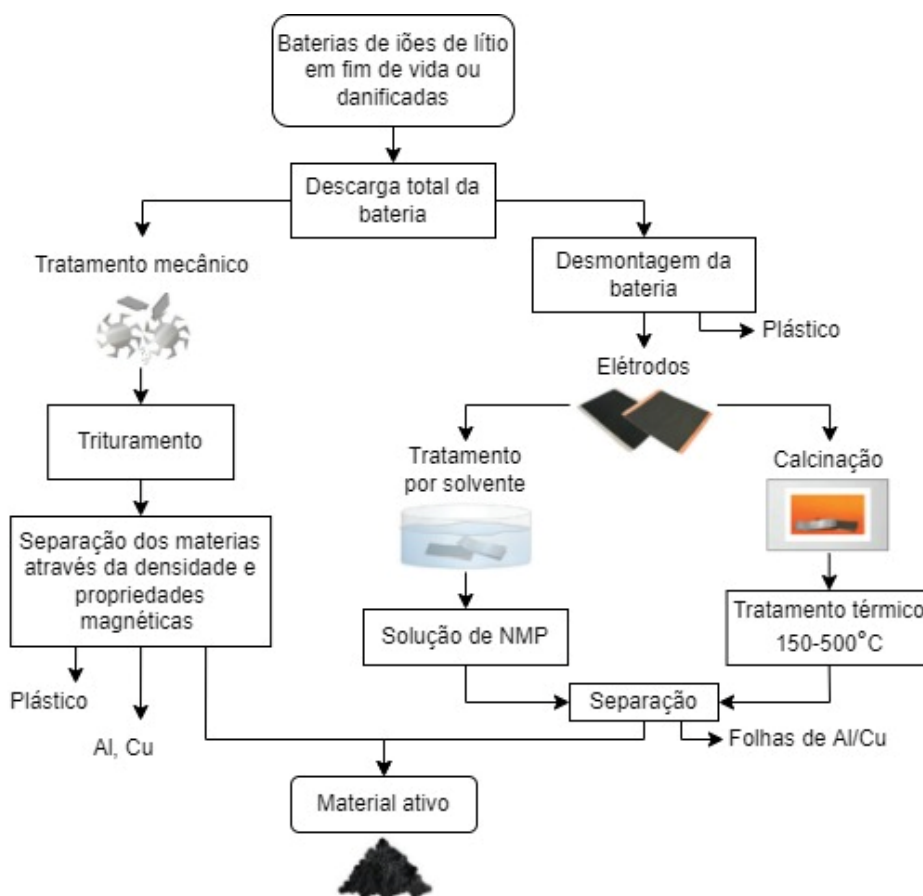 Baterias de iões de lítio
em fim de vida ou
danificadas
Descarga total da
bateria
Tratamento mecânico
Desmontagem da
bateria
Plástico
Elétrodos
Trituramento
Tratamento
por solvente
Calcinação
Separação dos materias
através da densidade e
propriedades
magnéticas
Solução de NMP
Tratamento térmico
150-500°C
Plástico
Al, Cu
Separação
Folhas de Al/Cu
Material ativo